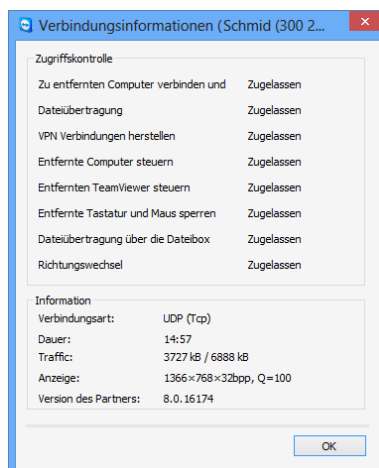 Verbindungsinformationen (Schmid (300 2...
Zugriffskontrolle
Zu entfernten Computer verbinden und Zugelassen
Dateiübertragung Zugelassen
VPN Verbindungen herstellen Zugelassen
Entfernte Computer steuern Zugelassen
Entfernten TeamViewer steuern Zugelassen
Entfernte Tastatur und Maus sperren Zugelassen
Dateiübertragung über die Dateibox Zugelassen
Richtungswechsel Zugelassen
Information
Verbindungsart: UDP (Tcp)
Dauer: 14:57
Traffic: 3727 kB / 6888 kB
Anzeige: 1366×768×32bpp, Q=100
Version des Partners: 8.0.16174
OK